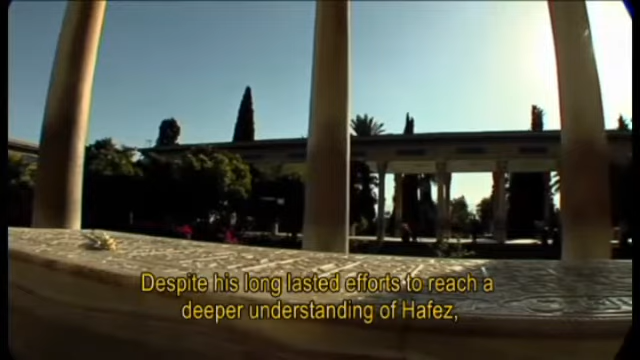 Despite his long lasted efforts to reach a
deeper understanding of Hafez,